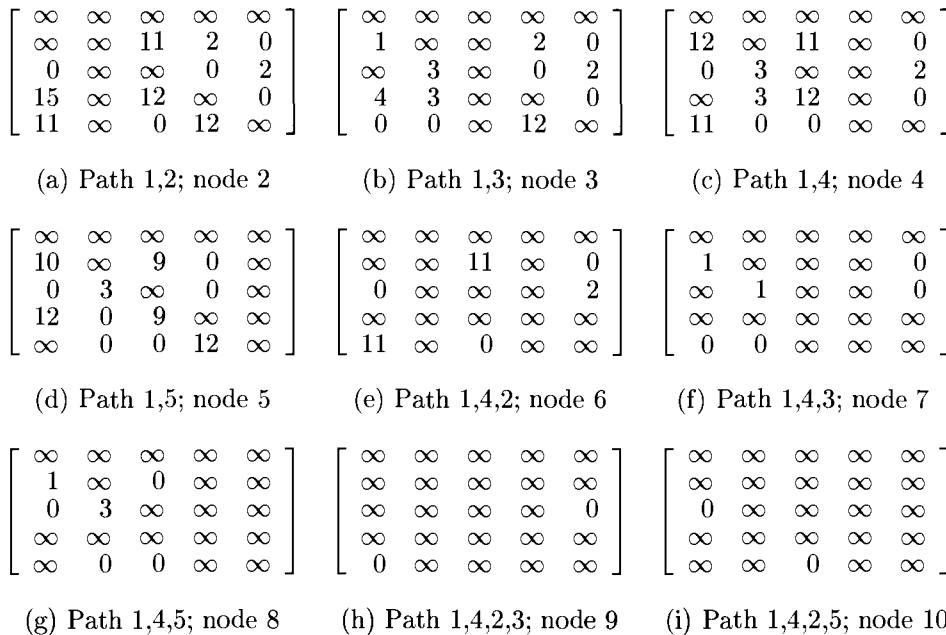 ∞ ∞ ∞ ∞ ∞ ∞ ∞ ∞ ∞ ∞ ∞ ∞ ∞ ∞ ∞
∞ ∞ 11 2 0 1 ∞ ∞ 2 0 12 ∞ 11 ∞ 0
0 ∞ ∞ 0 2 ∞ 3 ∞ 0 2 0 3 ∞ ∞ 2
15 ∞ 12 ∞ 0 4 3 ∞ ∞ 0 ∞ 3 12 ∞ 0
11 ∞ 0 12 ∞ 0 0 ∞ 12 ∞ 11 0 0 ∞ ∞
(a) Path 1,2; node 2 (b) Path 1,3; node 3 (c) Path 1,4; node 4
∞ ∞ ∞ ∞ ∞ ∞ ∞ ∞ ∞ ∞ ∞ ∞ ∞ ∞ ∞
10 ∞ 9 0 ∞ ∞ ∞ 11 ∞ 0 1 ∞ ∞ ∞ 0
0 3 ∞ 0 ∞ 0 ∞ ∞ ∞ 2 ∞ 1 ∞ ∞ 0
12 0 9 ∞ ∞ ∞ ∞ ∞ ∞ ∞ ∞ ∞ ∞ ∞ ∞
∞ 0 0 12 ∞ 11 ∞ 0 ∞ ∞ 0 0 ∞ ∞ ∞
(d) Path 1,5; node 5 (e) Path 1,4,2; node 6 (f) Path 1,4,3; node 7
∞ ∞ ∞ ∞ ∞ ∞ ∞ ∞ ∞ ∞ ∞ ∞ ∞ ∞ ∞
1 ∞ 0 ∞ ∞ ∞ ∞ ∞ ∞ ∞ ∞ ∞ ∞ ∞ ∞
0 3 ∞ ∞ ∞ ∞ ∞ ∞ ∞ 0 0 ∞ ∞ ∞ ∞
∞ ∞ ∞ ∞ ∞ ∞ ∞ ∞ ∞ ∞ ∞ ∞ ∞ ∞ ∞
∞ 0 0 ∞ ∞ 0 ∞ ∞ ∞ ∞ ∞ ∞ 0 ∞ ∞
(g) Path 1,4,5; node 8 (h) Path 1,4,2,3; node 9 (i) Path 1,4,2,5; node 10